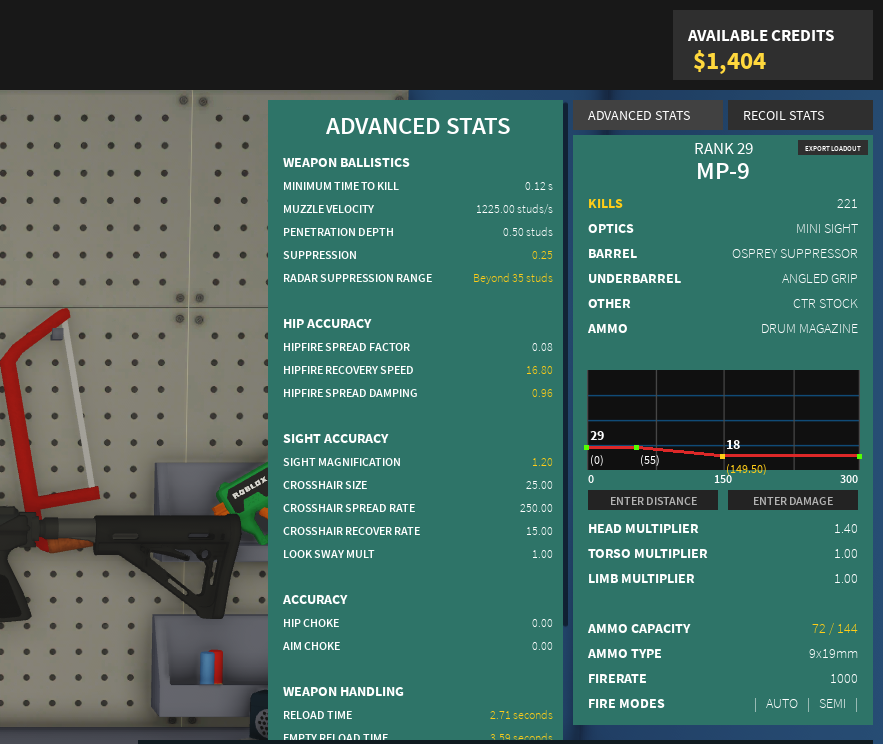 AVAILABLE CREDITS
$1,404
ADVANCED STATS
WEAPON BALLISTICS
MINIMUM TIME TO KILL 0.12 s
MUZZLE VELOCITY 1225.00 studs/s
PENETRATION DEPTH 0.50 studs
SUPPRESSION 0.25
RADAR SUPPRESSION RANGE Beyond 35 studs
HIP ACCURACY
HIPFIRE SPREAD FACTOR 0.08
HIPFIRE RECOVERY SPEED 16.80
HIPFIRE SPREAD DAMPING 0.96
SIGHT ACCURACY
SIGHT MAGNIFICATION 1.20
CROSSHAIR SIZE 25.00
CROSSHAIR SPREAD RATE 250.00
CROSSHAIR RECOVER RATE 15.00
LOOK SWAY MULT 1.00
ACCURACY
HIP CHOKE 0.00
AIM CHOKE 0.00
WEAPON HANDLING
RELOAD TIME 2.71 seconds
EMPTY RELOAD TIME 3.59 seconds
ROBLOX
ADVANCED STATS RECOIL STATS
RANK 29
EXPORT LOADOUT
MP-9
KILLS 221
OPTICS MINI SIGHT
BARREL OSPREY SUPPRESSOR
UNDERBARREL ANGLED GRIP
OTHER CTR STOCK
AMMO DRUM MAGAZINE
29 18
(0) (55) (149.50)
0 150 300
ENTER DISTANCE ENTER DAMAGE
HEAD MULTIPLIER 1.40
TORSO MULTIPLIER 1.00
LIMB MULTIPLIER 1.00
AMMO CAPACITY 72 / 144
AMMO TYPE 9x19mm
FIRERATE 1000
FIRE MODES | AUTO | SEMI |